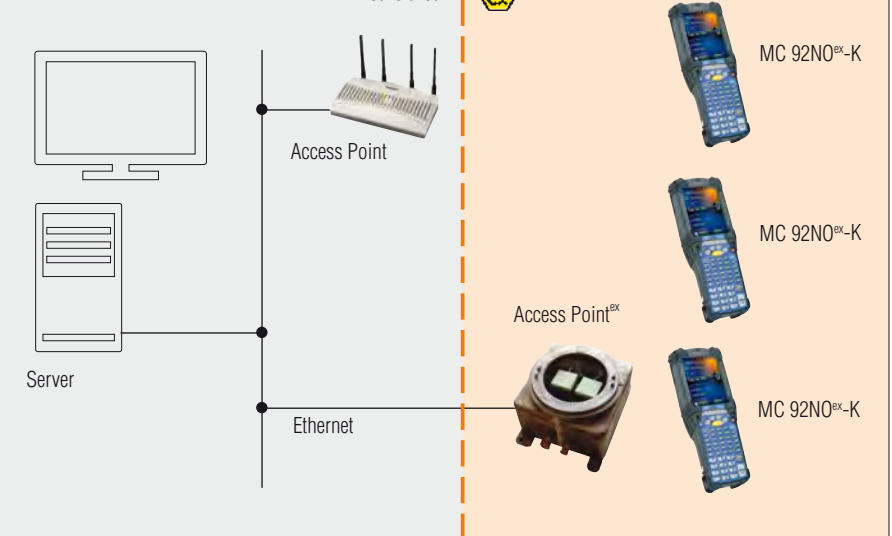 MC 92NOᵉˣ-K
Access Point
MC 92NOᵉˣ-K
Access Pointᵉˣ
Server
MC 92NOᵉˣ-K
Ethernet